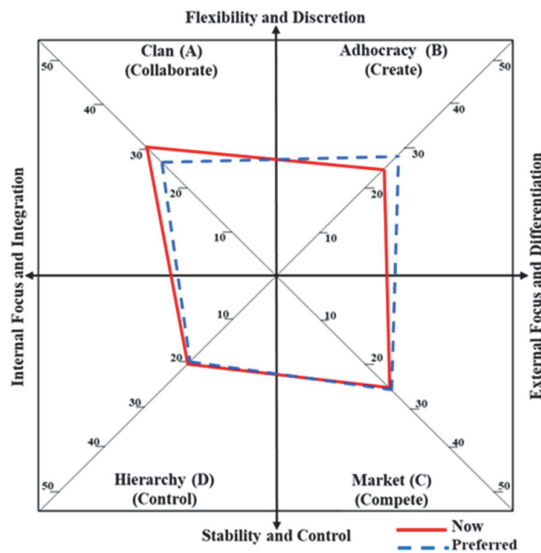 Flexibility and Discretion
Clan (A)
(Collaborate)
Adhocracy (B)
(Create)
50
50
40
40
30
30
20
20
10
10
Internal Focus and Integration
External Focus and Differentiation
10
10
20
20
30
30
40
40
50
50
Hierarchy (D)
(Control)
Market (C)
(Compete)
Stability and Control
Now
Preferred